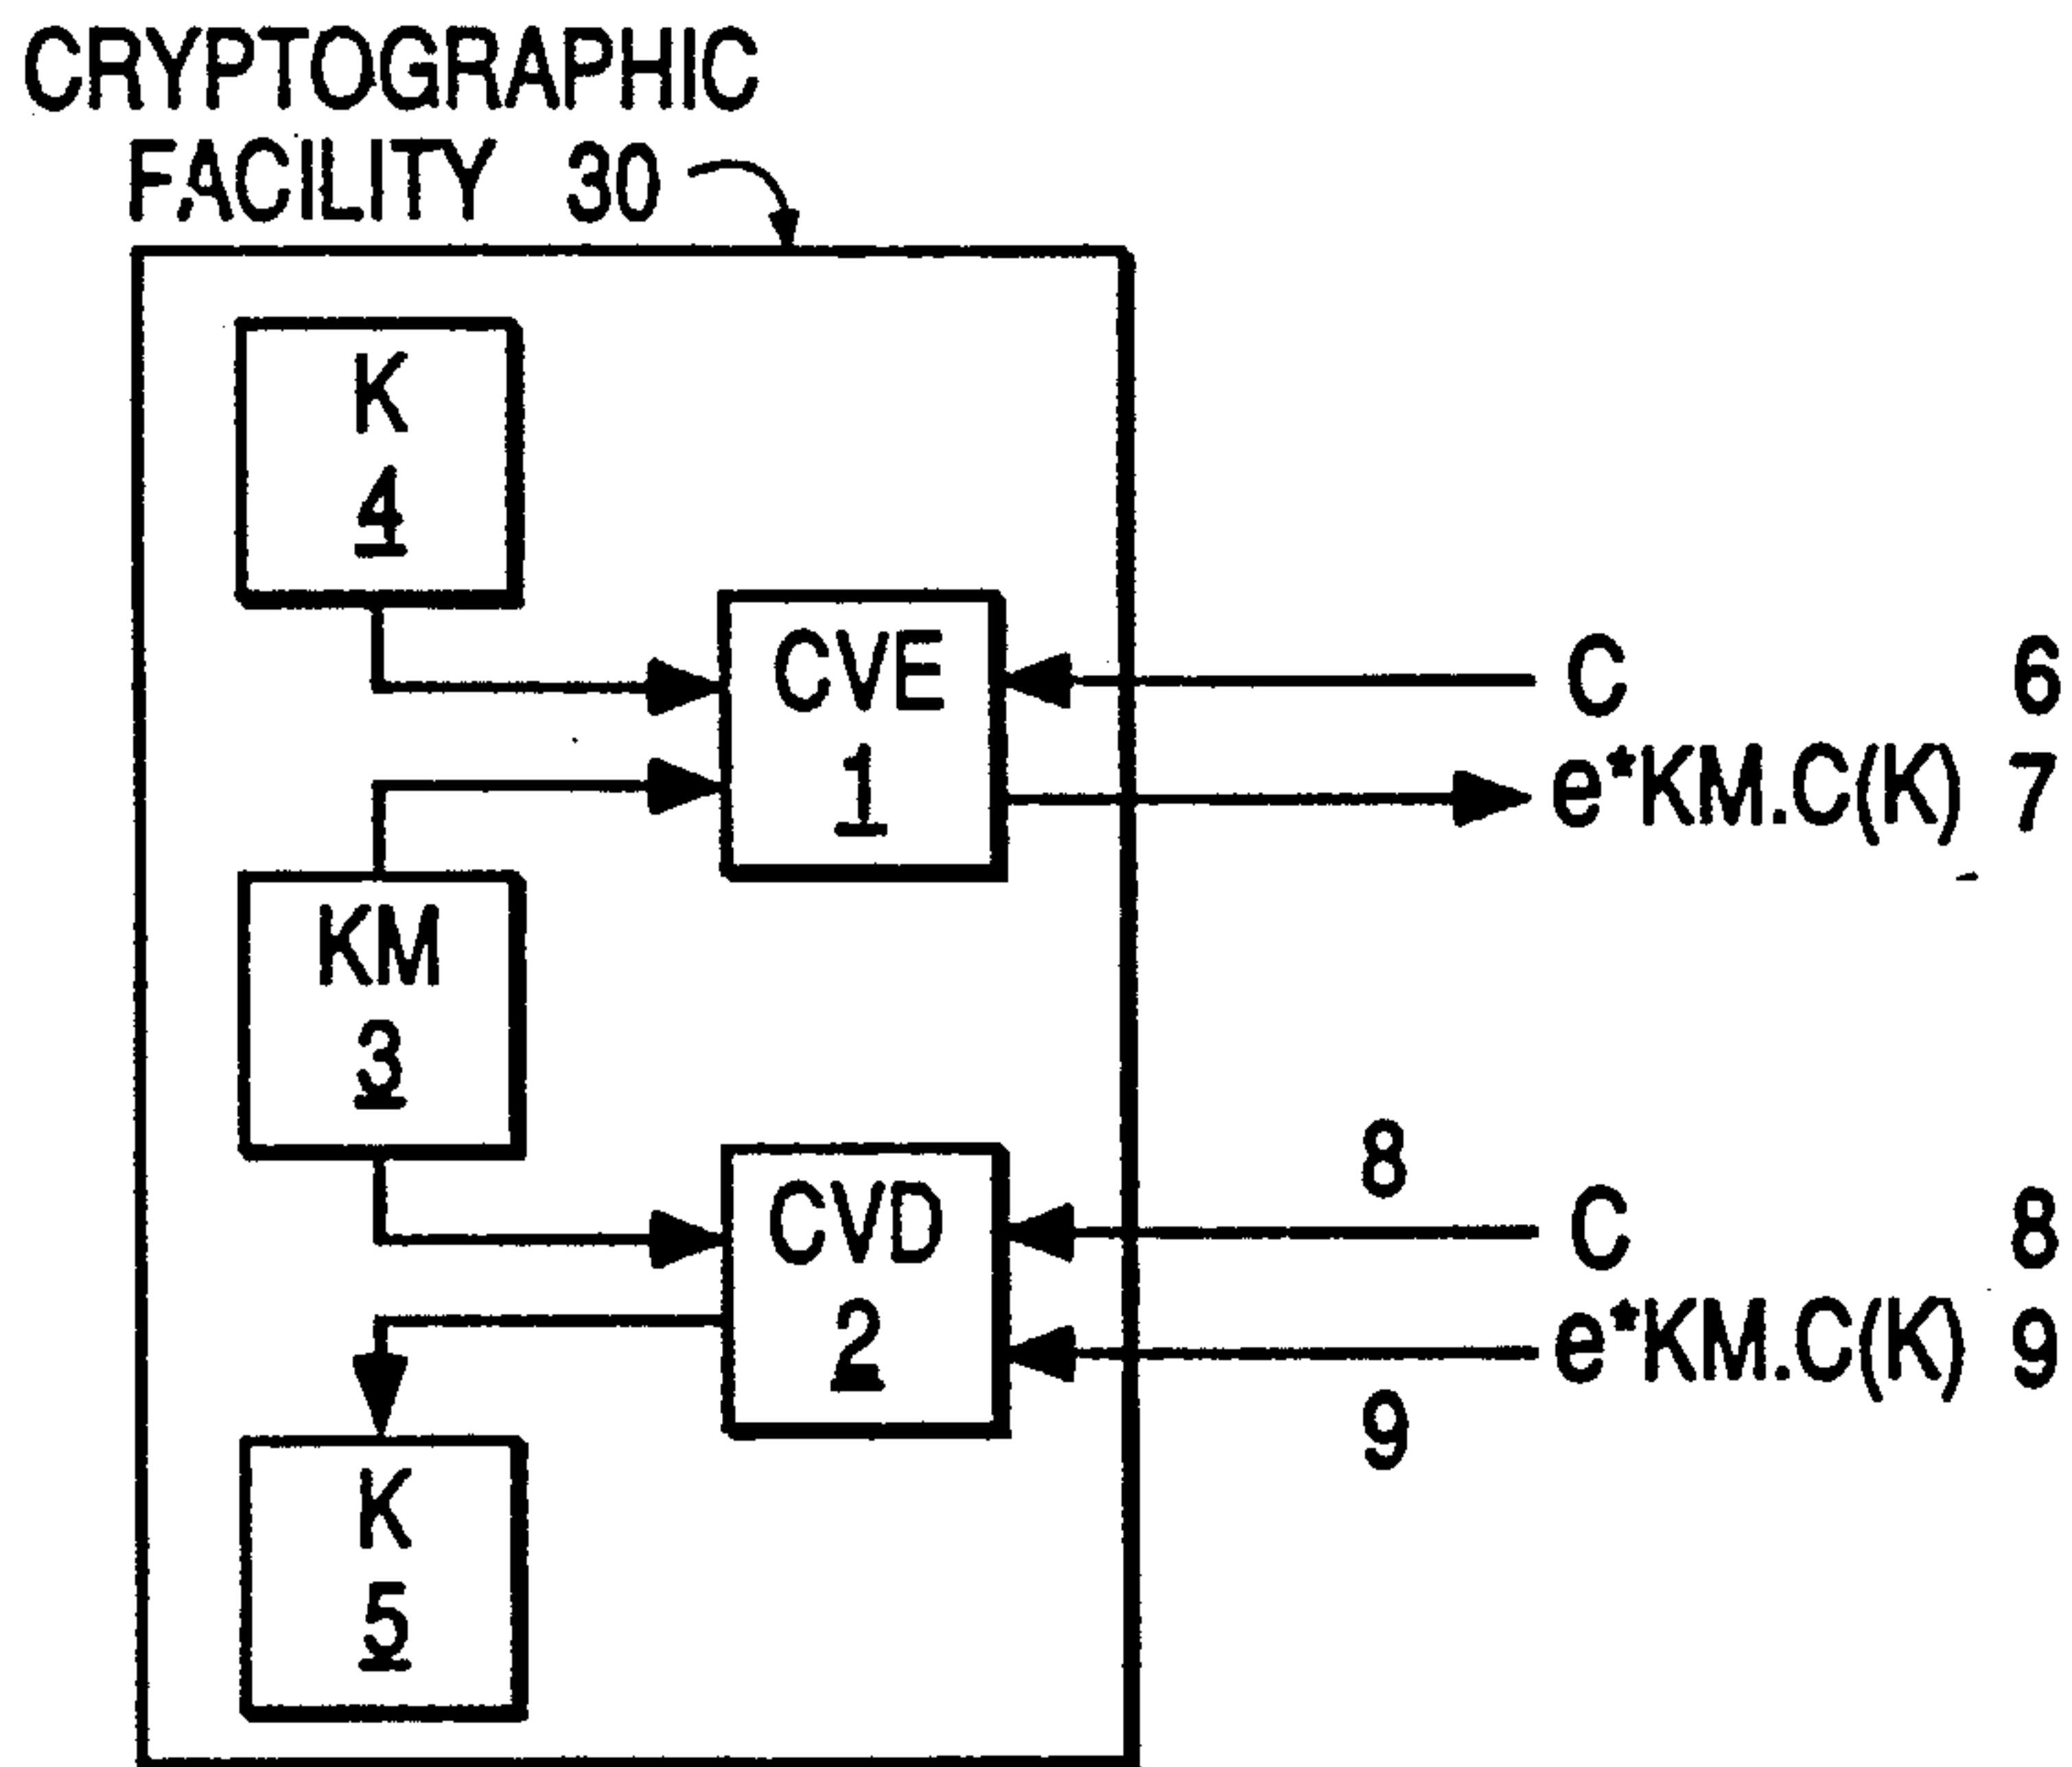 CRYPTOGRAPHIC
FACILITY 30
K
4
CVE
1
C 6
e*KM.C(K) 7
KM
3
8
CVD
2
C 8
e*KM.C(K) 9
9
K
5